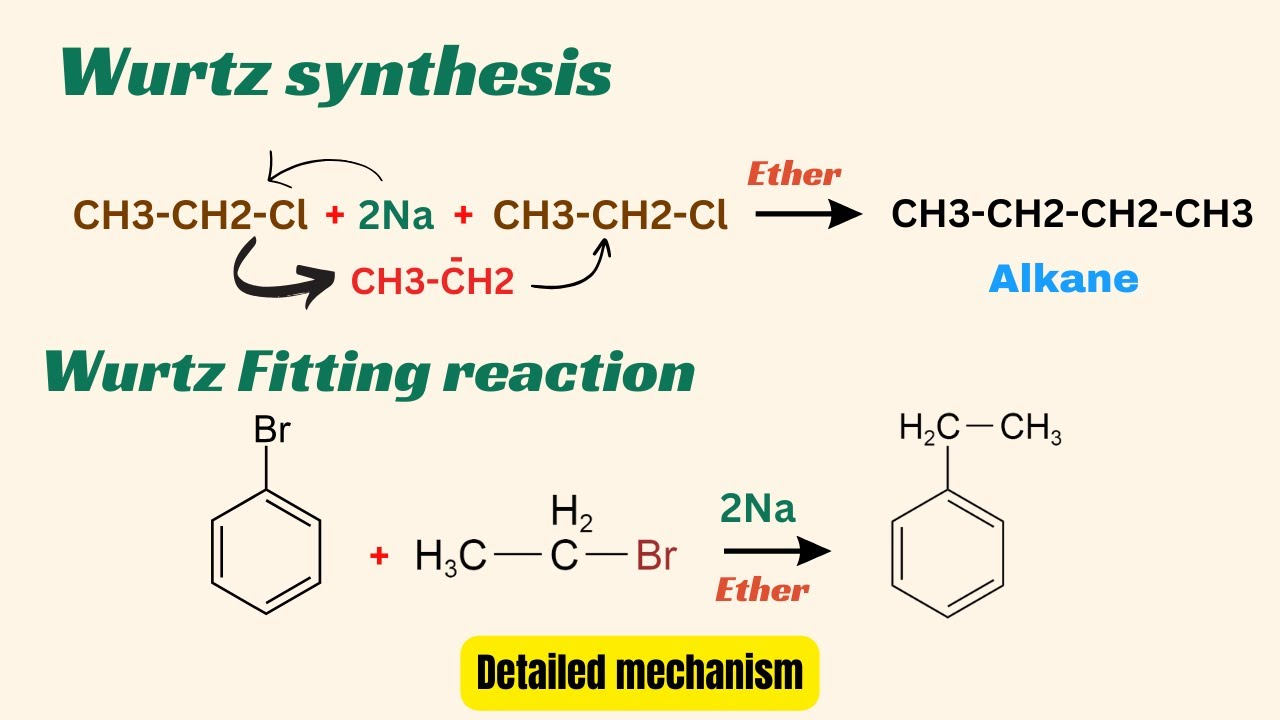 Wurtz synthesis
Ether
CH3-CH2-Cl + 2Na + CH3-CH2-Cl CH3-CH2-CH2-CH3
CH3-C̄H2 Alkane
Wurtz Fitting reaction
Br
H₂C—CH₃
2Na
H₂
+ H₃C—C—Br
Ether
Detailed mechanism